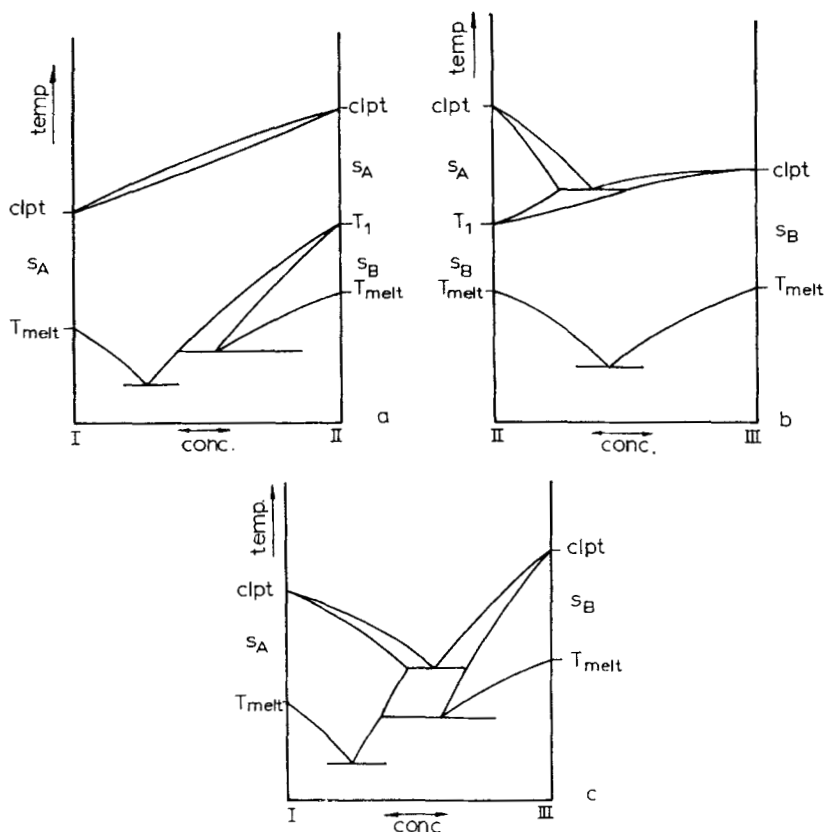 temp
clpt
S_A
T_melt
clpt
S_A
T_1
S_B
T_melt
I
conc.
II
a
temp
clpt
S_A
T_1
S_B
T_melt
clpt
S_B
T_melt
II
conc.
III
b
temp.
clpt
S_A
T_melt
clpt
S_B
T_melt
I
conc
III
c